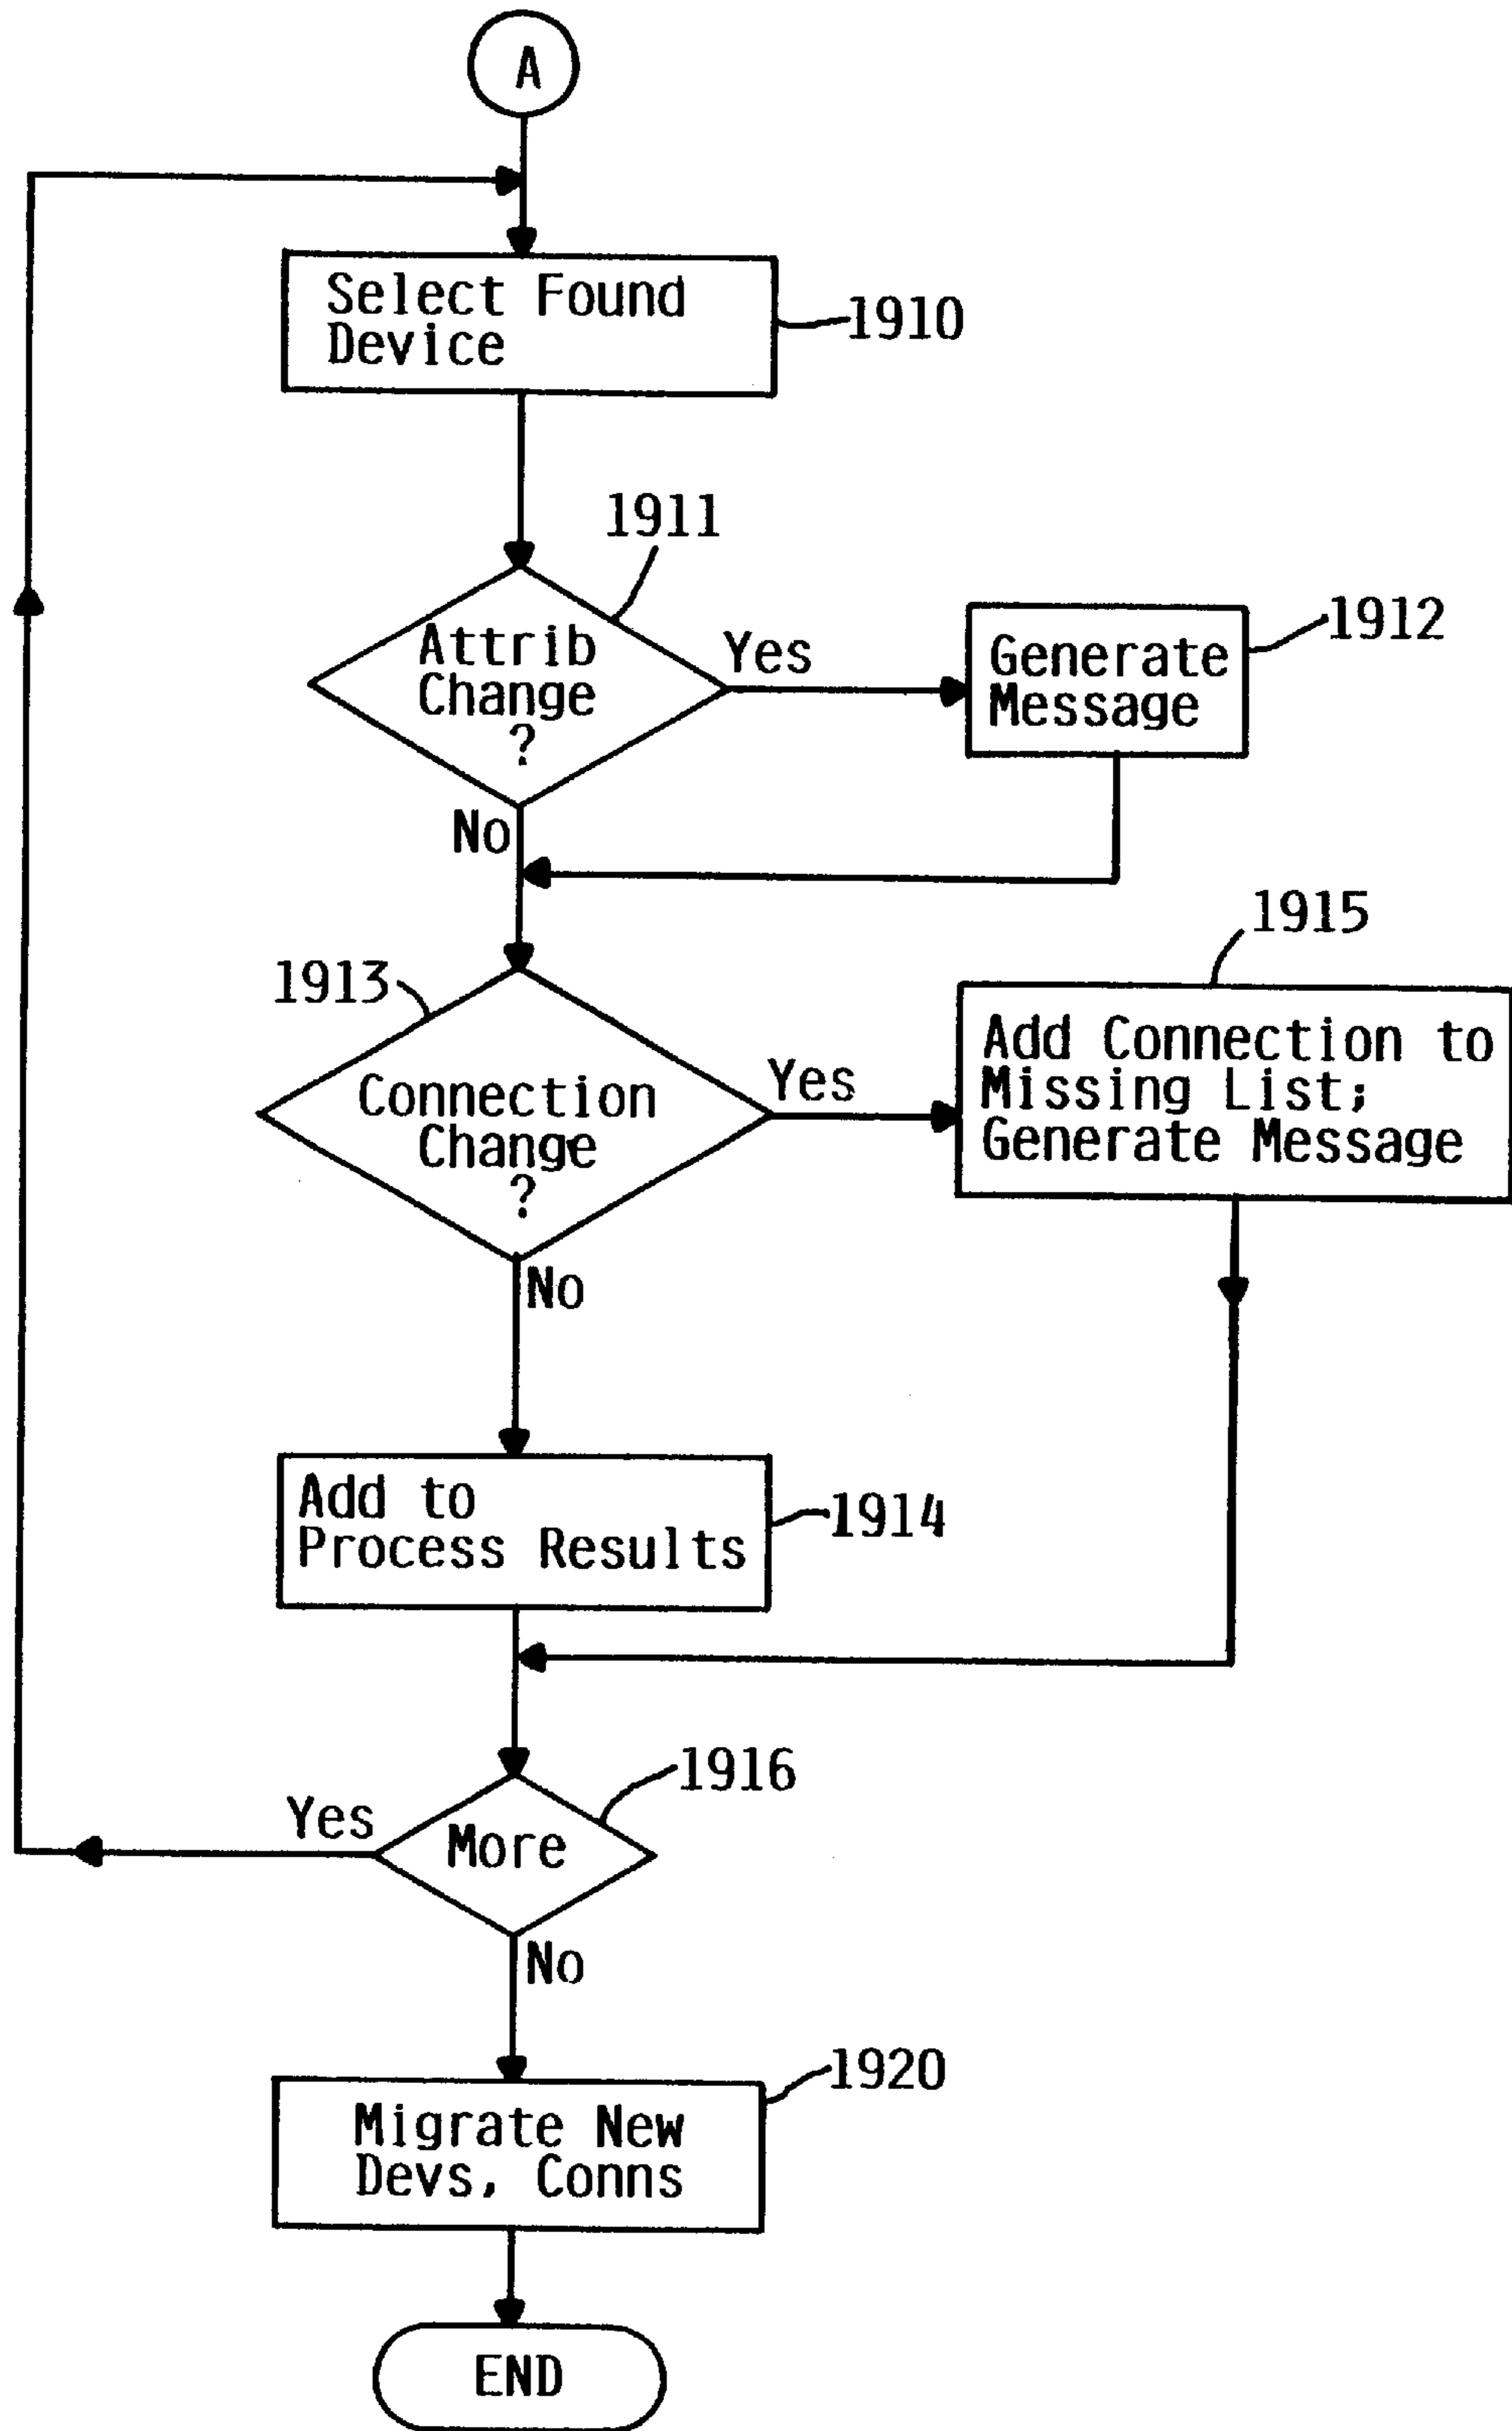 A
Select Found
Device
1910
1911
Attrib
Change
?
Yes
Generate
Message
1912
No
1913
Connection
Change
?
Yes
1915
Add Connection to
Missing List;
Generate Message
No
Add to
Process Results
1914
1916
More
Yes
No
1920
Migrate New
Devs, Conns
END